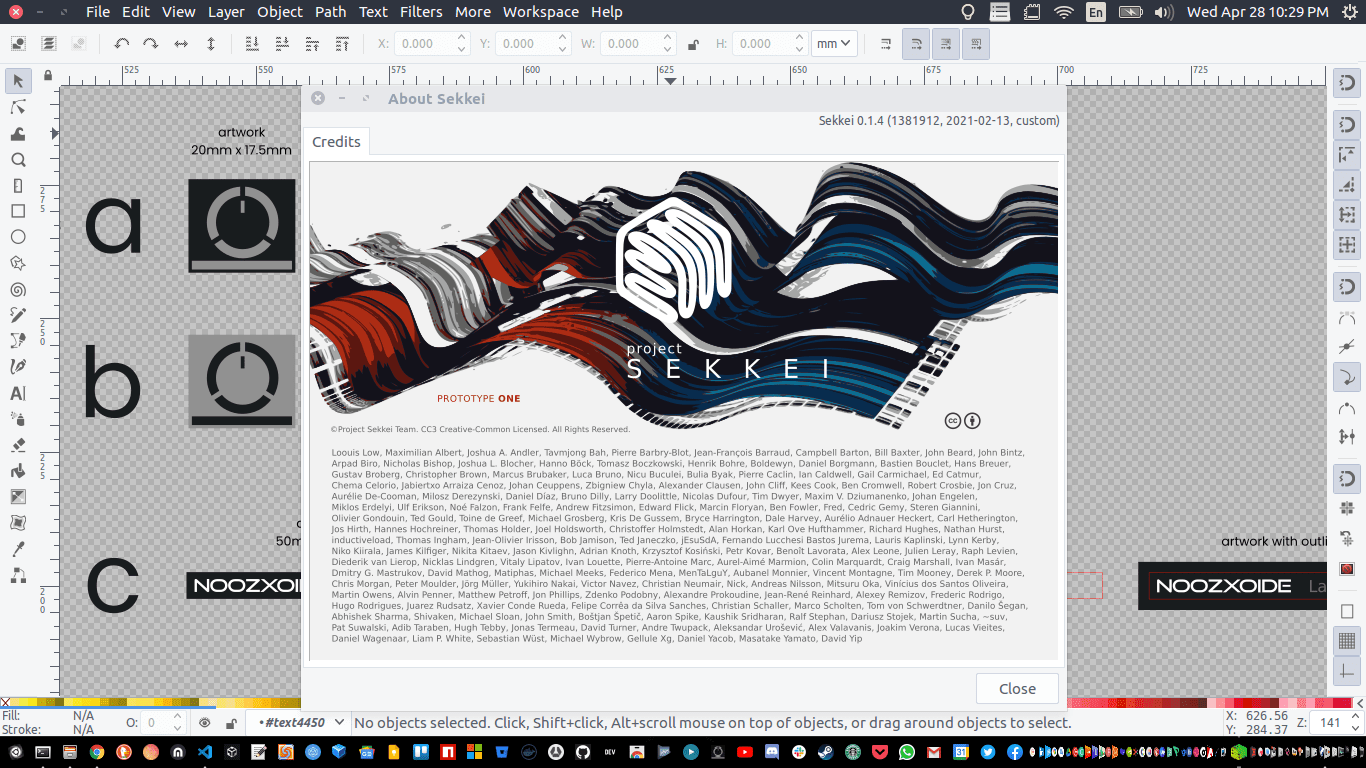 File Edit View Layer Object Path Text Filters More Workspace Help
En
Wed Apr 28 10:29 PM
X: 0.000 Y: 0.000 W: 0.000 H: 0.000 mm
525 550 575 600 625 650 675 700 725
About Sekkei
Sekkei 0.1.4 (1381912, 2021-02-13, custom)
Credits
artwork
20mm x 17.5mm
a
275
250
b
225
200
50m
c
NOOZXOI
project
SEKKEI
PROTOTYPE ONE
©Project Sekkei Team. CC3 Creative-Common Licensed. All Rights Reserved.
cc
Loouis Low, Maximilian Albert, Joshua A. Andler, Tavmjong Bah, Pierre Barbry-Blot, Jean-François Barraud, Campbell Barton, Bill Baxter, John Beard, John Bintz,
Arpad Biro, Nicholas Bishop, Joshua L. Blocher, Hanno Böck, Tomasz Boczkowski, Henrik Bohre, Boldewyn, Daniel Borgmann, Bastien Bouclet, Hans Breuer,
Gustav Broberg, Christopher Brown, Marcus Brubaker, Luca Bruno, Nicu Buculei, Bulia Byak, Pierre Caclin, Ian Caldwell, Gail Carmichael, Ed Catmur,
Chema Celorio, Jabiertxo Arraiza Cenoz, Johan Ceuppens, Zbigniew Chyla, Alexander Clausen, John Cliff, Kees Cook, Ben Cromwell, Robert Crosbie, Jon Cruz,
Aurélie De-Cooman, Milosz Derezynski, Daniel Díaz, Bruno Dilly, Larry Doolittle, Nicolas Dufour, Tim Dwyer, Maxim V. Dziumanenko, Johan Engelen,
Miklos Erdelyi, Ulf Erikson, Noé Falzon, Frank Felfe, Andrew Fitzsimon, Edward Flick, Marcin Floryan, Ben Fowler, Fred, Cedric Gemy, Steren Giannini,
Olivier Gondouin, Ted Gould, Toine de Greef, Michael Grosberg, Kris De Gussem, Bryce Harrington, Dale Harvey, Aurélio Adnauer Heckert, Carl Hetherington,
Jos Hirth, Hannes Hochreiner, Thomas Holder, Joel Holdsworth, Christoffer Holmstedt, Alan Horkan, Karl Ove Hufthammer, Richard Hughes, Nathan Hurst,
inductiveload, Thomas Ingham, Jean-Olivier Irisson, Bob Jamison, Ted Janeczko, jEsuSdA, Fernando Lucchesi Bastos Jurema, Lauris Kaplinski, Lynn Kerby,
Niko Kiirala, James Kilfiger, Nikita Kitaev, Jason Kivlighn, Adrian Knoth, Krzysztof Kosiński, Petr Kovar, Benoît Lavorata, Alex Leone, Julien Leray, Raph Levien,
Diederik van Lierop, Nicklas Lindgren, Vitaly Lipatov, Ivan Louette, Pierre-Antoine Marc, Aurel-Aimé Marmion, Colin Marquardt, Craig Marshall, Ivan Masár,
Dmitry G. Mastrukov, David Mathog, Matiphas, Michael Meeks, Federico Mena, MenTaLguY, Aubanel Monnier, Vincent Montagne, Tim Mooney, Derek P. Moore,
Chris Morgan, Peter Moulder, Jörg Müller, Yukihiro Nakai, Victor Navez, Christian Neumair, Nick, Andreas Nilsson, Mitsuru Oka, Vinícius dos Santos Oliveira,
Martin Owens, Alvin Penner, Matthew Petroff, Jon Phillips, Zdenko Podobny, Alexandre Prokoudine, Jean-René Reinhard, Alexey Remizov, Frederic Rodrigo,
Hugo Rodrigues, Juarez Rudsatz, Xavier Conde Rueda, Felipe Corrêa da Silva Sanches, Christian Schaller, Marco Scholten, Tom von Schwerdtner, Danilo Šegan,
Abhishek Sharma, Shivaken, Michael Sloan, John Smith, Boštjan Špetič, Aaron Spike, Kaushik Sridharan, Ralf Stephan, Dariusz Stojek, Martin Sucha, ~suv,
Pat Suwalski, Adib Taraben, Hugh Tebby, Jonas Termeau, David Turner, Andre Twupack, Aleksandar Urošević, Alex Valavanis, Joakim Verona, Lucas Vieites,
Daniel Wagenaar, Liam P. White, Sebastian Wüst, Michael Wybrow, Gellule Xg, Daniel Yacob, Masatake Yamato, David Yip
artwork with outli
NOOZXOIDE La
Close
Fill: N/A
Stroke: N/A
O: 0
•#text4450
No objects selected. Click, Shift+click, Alt+scroll mouse on top of objects, or drag around objects to select.
X: 626.56
Y: 284.37
Z: 141
DEV
31